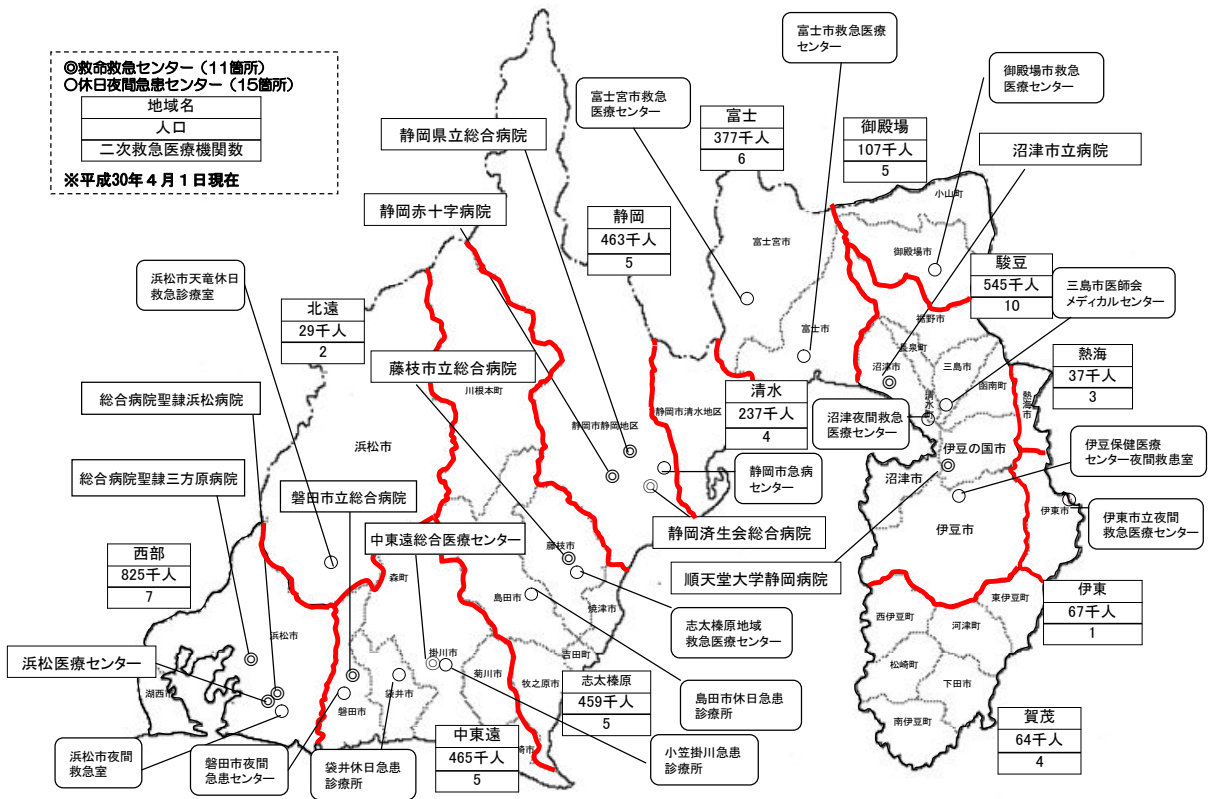 ◎救命救急センター（11箇所）
○休日夜間急患センター（15箇所）
地域名
人口
二次救急医療機関数
※平成30年４月１日現在
富士市救急医療
センター
御殿場市救急
医療センター
富士宮市救急
医療センター
静岡県立総合病院
富士
377千人
6
御殿場
107千人
5
沼津市立病院
小山町
静岡赤十字病院
静岡
463千人
5
富士宮市
御殿場市
浜松市天竜休日
救急診療室
駿豆
545千人
10
三島市医師会
メディカルセンター
北遠
29千人
2
富士市
裾野市
長泉町
藤枝市立総合病院
沼津市
三島市
函南町
熱海
37千人
3
川根本町
清水
237千人
4
清水町
熱海市
総合病院聖隷浜松病院
静岡市静岡地区
静岡市清水地区
沼津夜間救急
医療センター
浜松市
伊豆の国市
伊豆保健医療
センター夜間救患室
総合病院聖隷三方原病院
静岡市急病
センター
沼津市
磐田市立総合病院
伊東市
伊東市立夜間
救急医療センター
伊豆市
静岡済生会総合病院
中東遠総合医療センター
西部
825千人
7
藤枝市
順天堂大学静岡病院
森町
島田市
焼津市
伊東
67千人
1
東伊豆町
西伊豆町
河津町
志太榛原地域
救急医療センター
浜松市
浜松医療センター
掛川市
吉田町
松崎町
菊川市
牧之原市
志太榛原
459千人
5
下田市
湖西市
袋井市
磐田市
島田市休日急患
診療所
南伊豆町
賀茂
64千人
4
中東遠
465千人
5
崎市
浜松市夜間
救急室
磐田市夜間
急患センター
袋井休日急患
診療所
小笠掛川急患
診療所